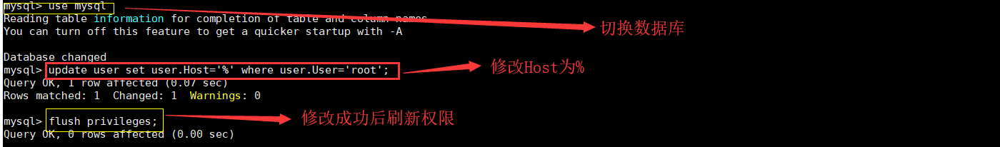 mysql> use mysql
Reading table information for completion of table and column names
You can turn off this feature to get a quicker startup with -A
切换数据库
Database changed
mysql> update user set user.Host='%' where user.User='root';
修改Host为%
Query OK, 1 row affected (0.07 sec)
Rows matched: 1  Changed: 1  Warnings: 0
mysql> flush privileges;
修改成功后刷新权限
Query OK, 0 rows affected (0.00 sec)